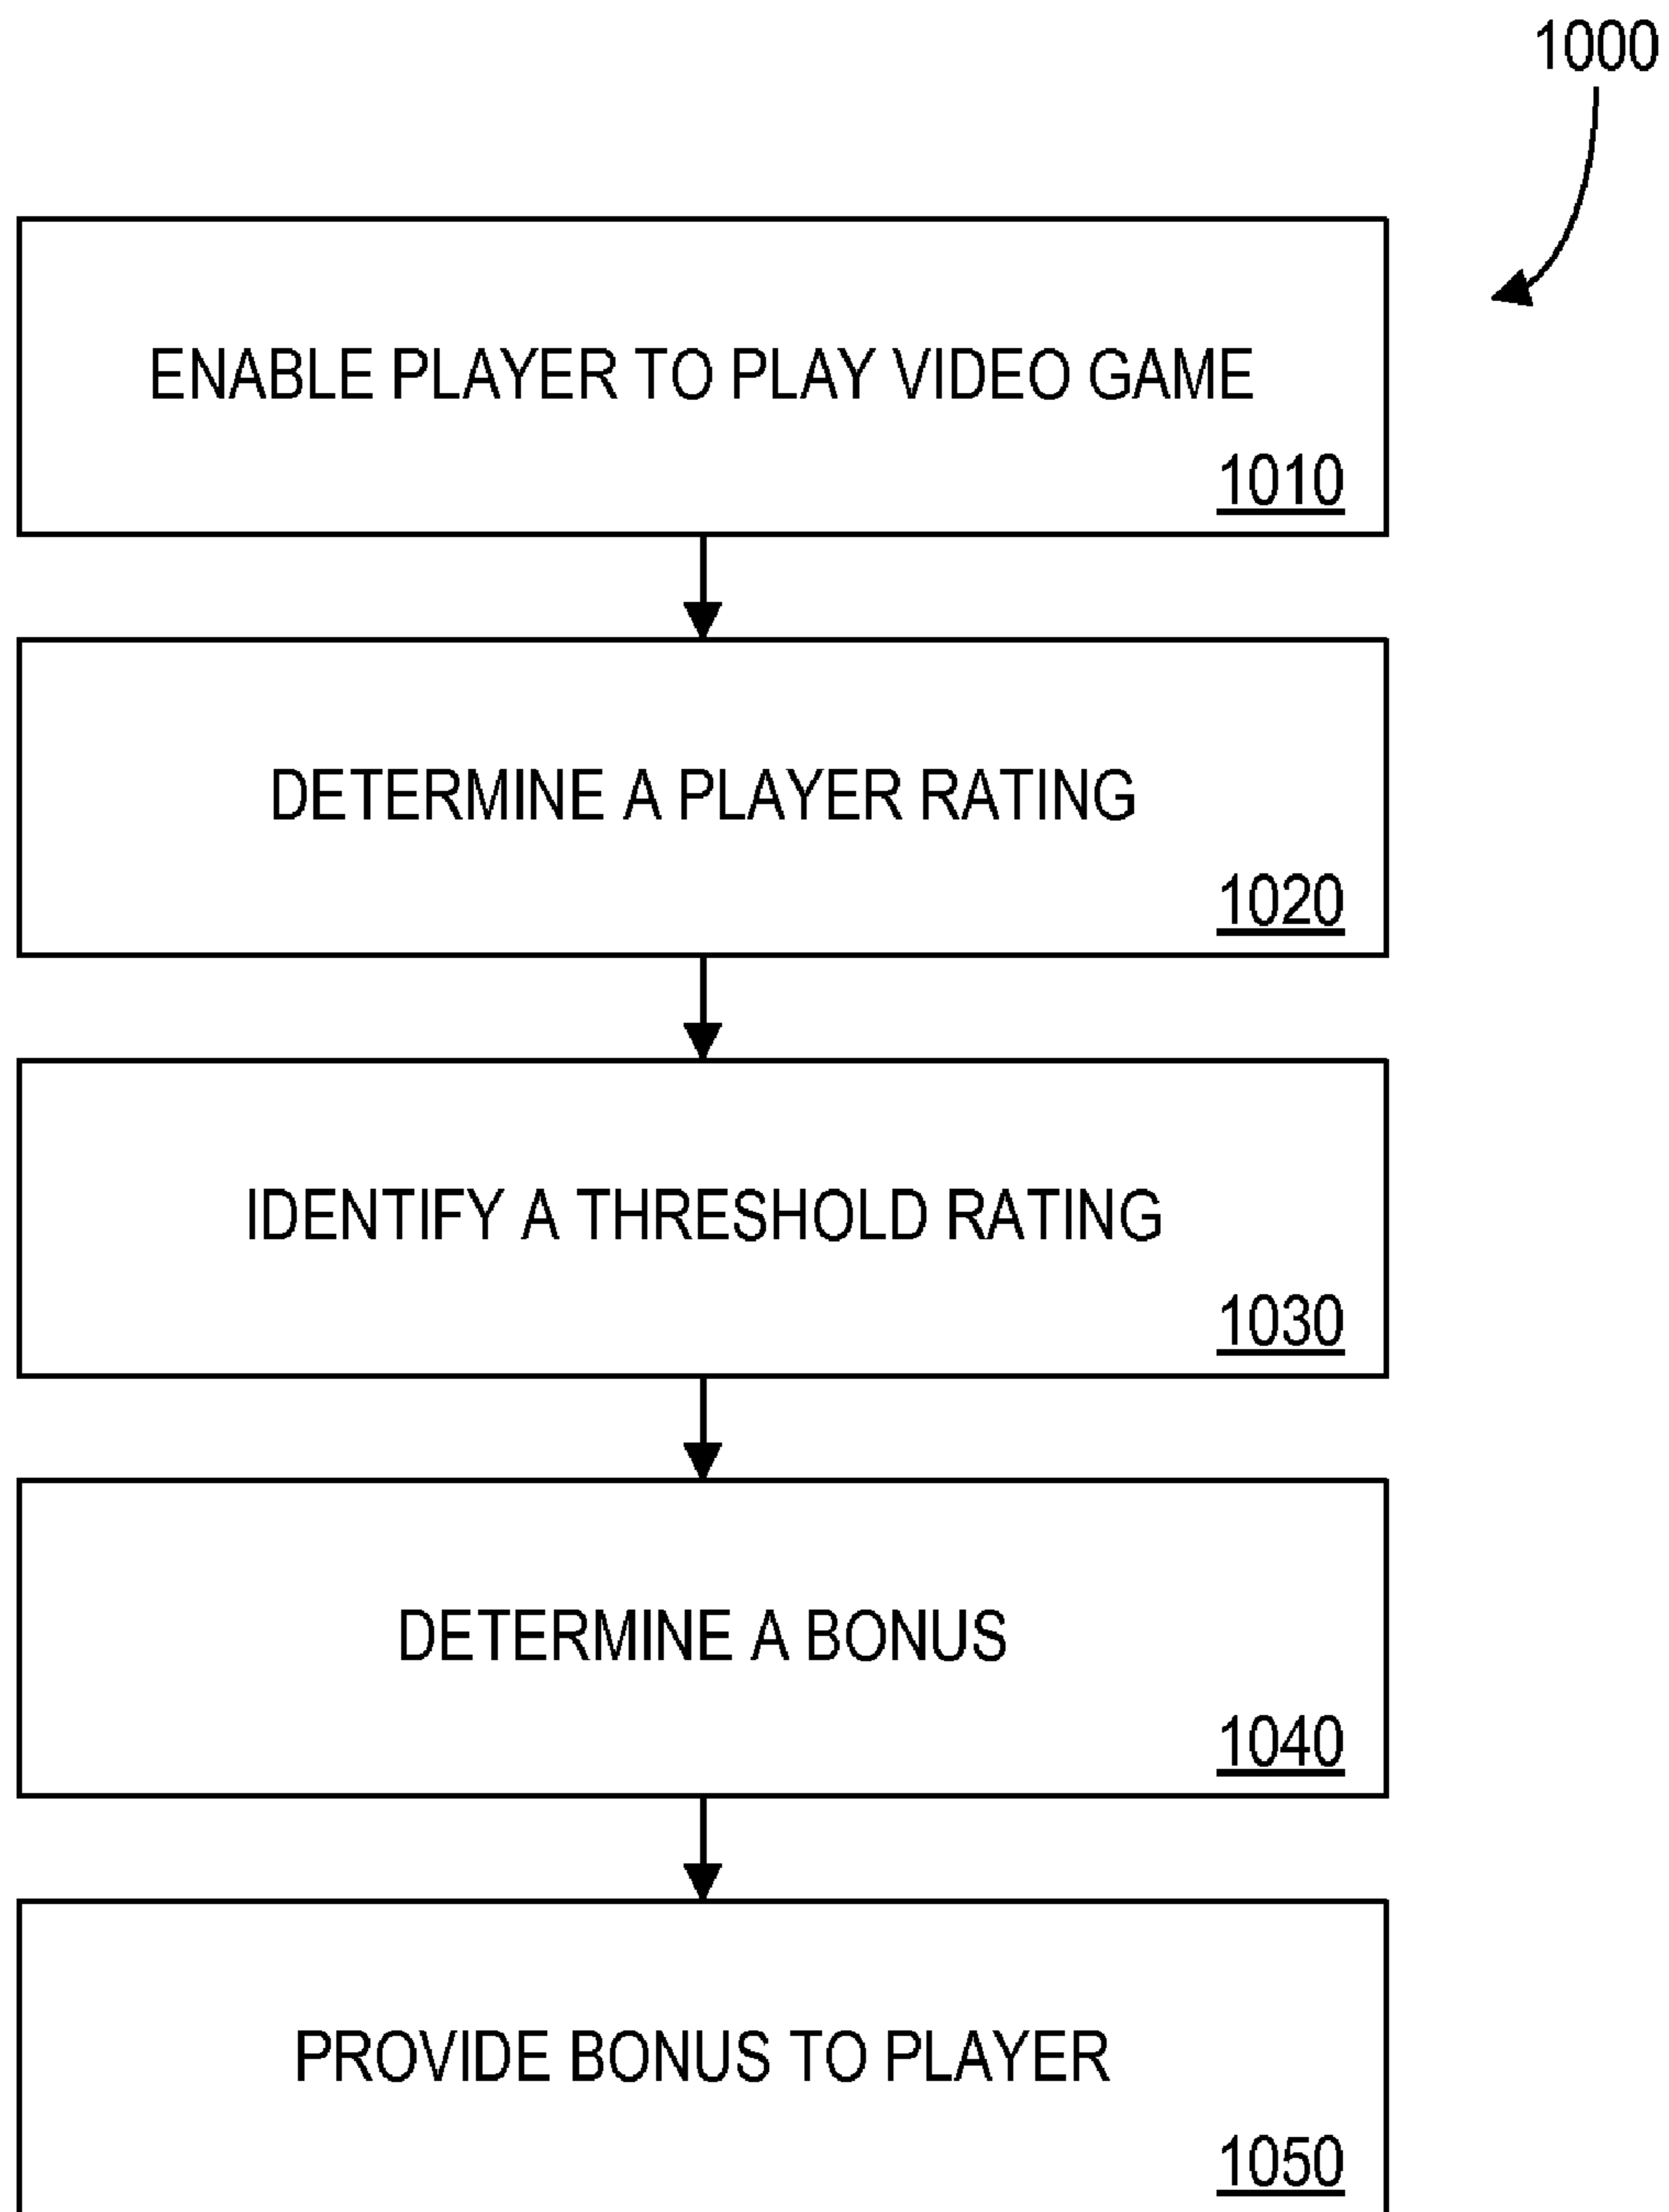 1000
ENABLE PLAYER TO PLAY VIDEO GAME
1010
DETERMINE A PLAYER RATING
1020
IDENTIFY A THRESHOLD RATING
1030
DETERMINE A BONUS
1040
PROVIDE BONUS TO PLAYER
1050